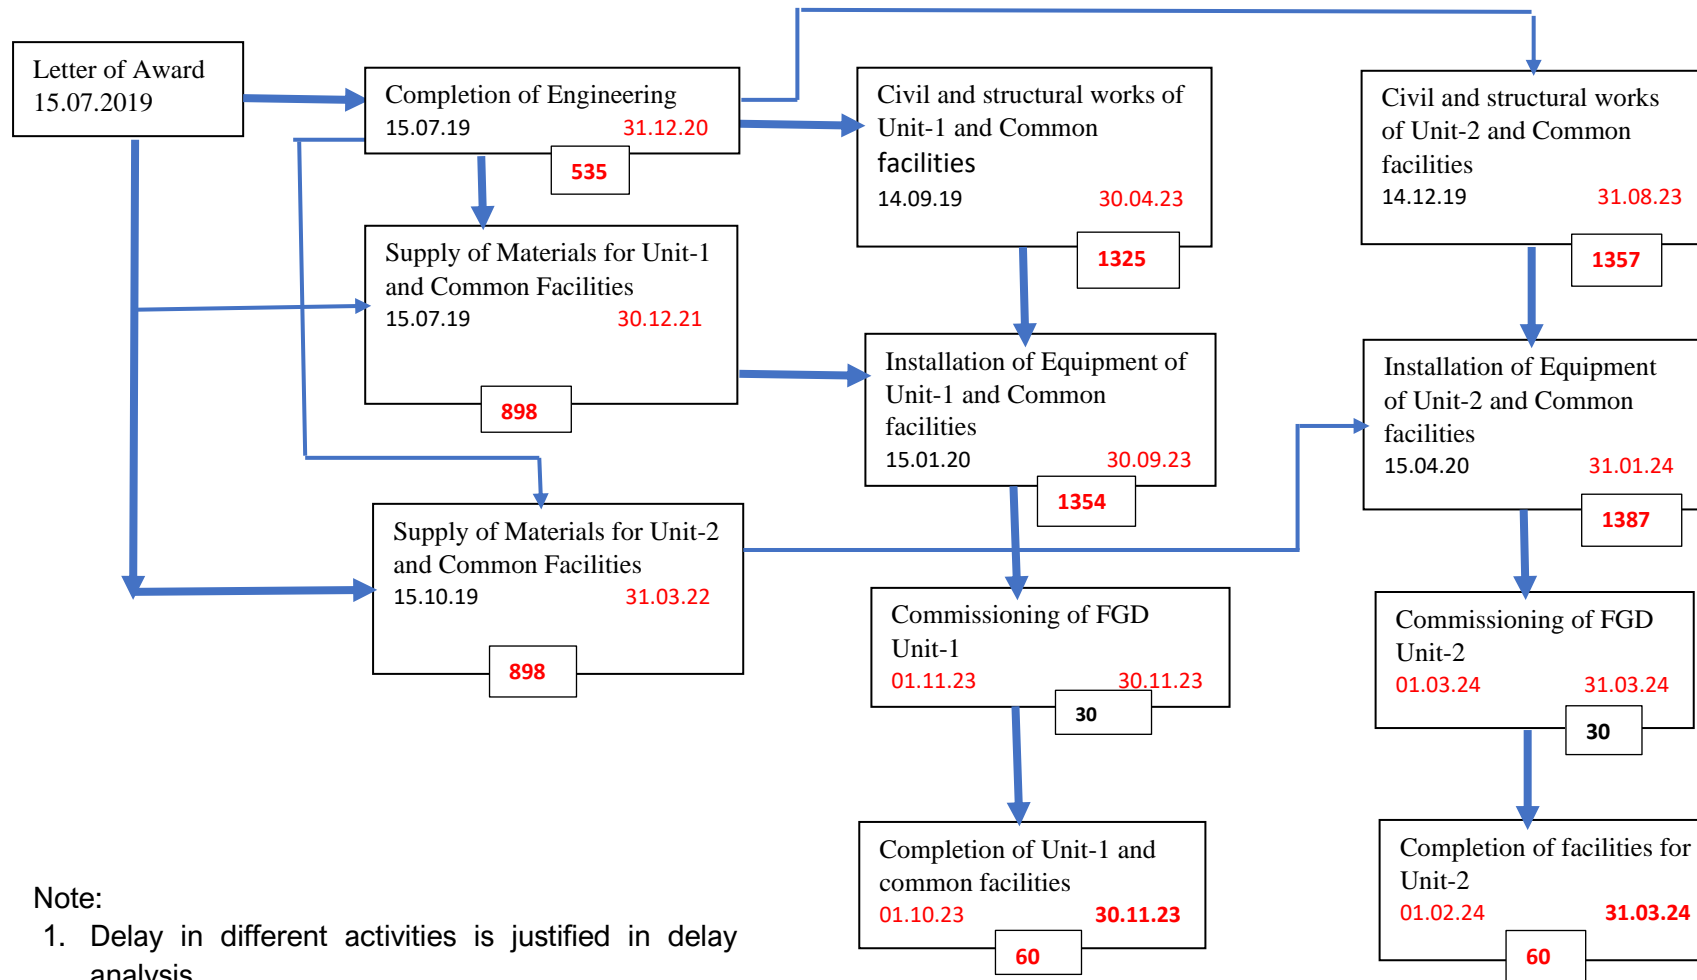 Letter of Award
15.07.2019
Completion of Engineering
15.07.19 31.12.20
535
Supply of Materials for Unit-1
and Common Facilities
15.07.19 30.12.21
898
Supply of Materials for Unit-2
and Common Facilities
15.10.19 31.03.22
898
Civil and structural works of
Unit-1 and Common
facilities
14.09.19 30.04.23
1325
Installation of Equipment of
Unit-1 and Common
facilities
15.01.20 30.09.23
1354
Commissioning of FGD
Unit-1
01.11.23 30.11.23
30
Completion of Unit-1 and
common facilities
01.10.23 30.11.23
60
Civil and structural works
of Unit-2 and Common
facilities
14.12.19 31.08.23
1357
Installation of Equipment
of Unit-2 and Common
facilities
15.04.20 31.01.24
1387
Commissioning of FGD
Unit-2
01.03.24 31.03.24
30
Completion of facilities for
Unit-2
01.02.24 31.03.24
60
Note:
1. Delay in different activities is justified in delay
analysis